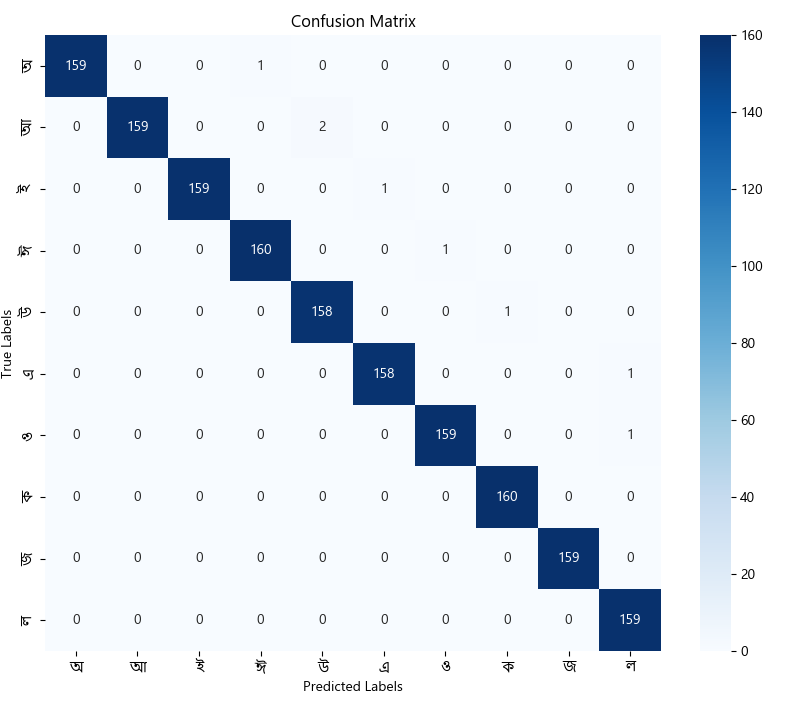 Confusion Matrix
অ 159 0 0 1 0 0 0 0 0 0
আ 0 159 0 0 2 0 0 0 0 0
ই 0 0 159 0 0 1 0 0 0 0
ঈ 0 0 0 160 0 0 1 0 0 0
উ 0 0 0 0 158 0 0 1 0 0
এ 0 0 0 0 0 158 0 0 0 1
ও 0 0 0 0 0 0 159 0 0 1
ক 0 0 0 0 0 0 0 160 0 0
জ 0 0 0 0 0 0 0 0 159 0
ল 0 0 0 0 0 0 0 0 0 159
True Labels
অ আ ই ঈ উ এ ও ক জ ল
Predicted Labels
160
140
120
100
80
60
40
20
0